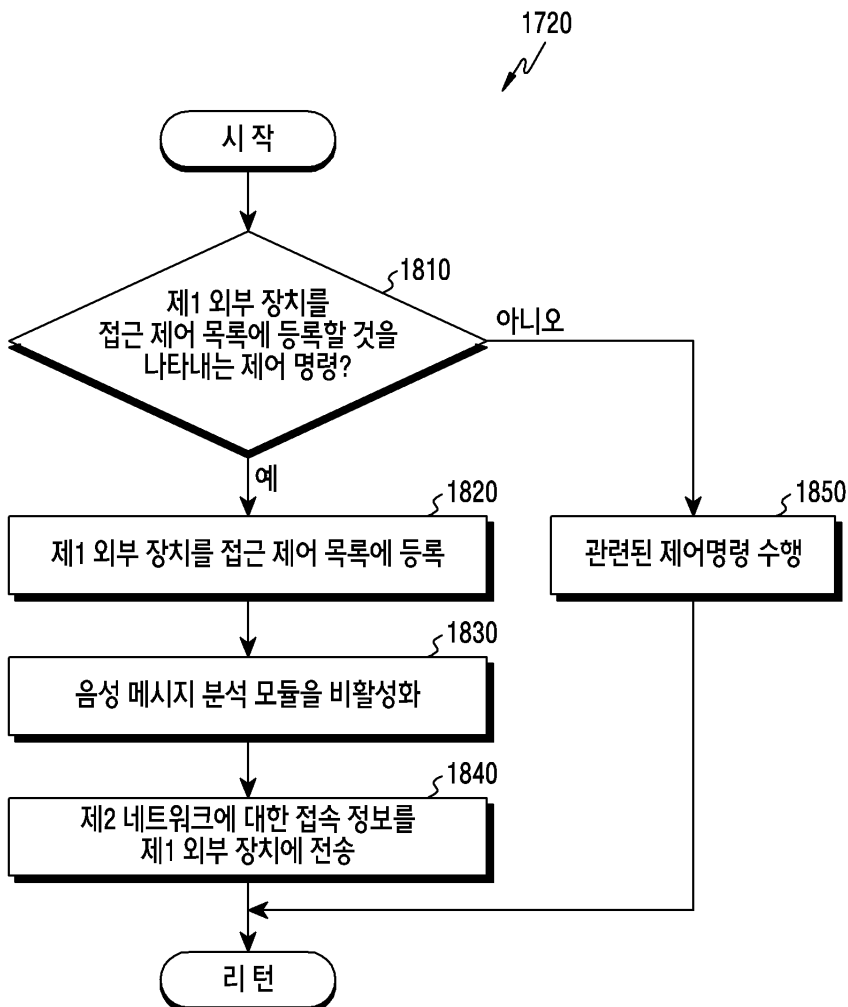 1720
시 작
1810
제1 외부 장치를
접근 제어 목록에 등록할 것을
나타내는 제어 명령?
아니오
예
1820
제1 외부 장치를 접근 제어 목록에 등록
1850
관련된 제어명령 수행
1830
음성 메시지 분석 모듈을 비활성화
1840
제2 네트워크에 대한 접속 정보를
제1 외부 장치에 전송
리 턴